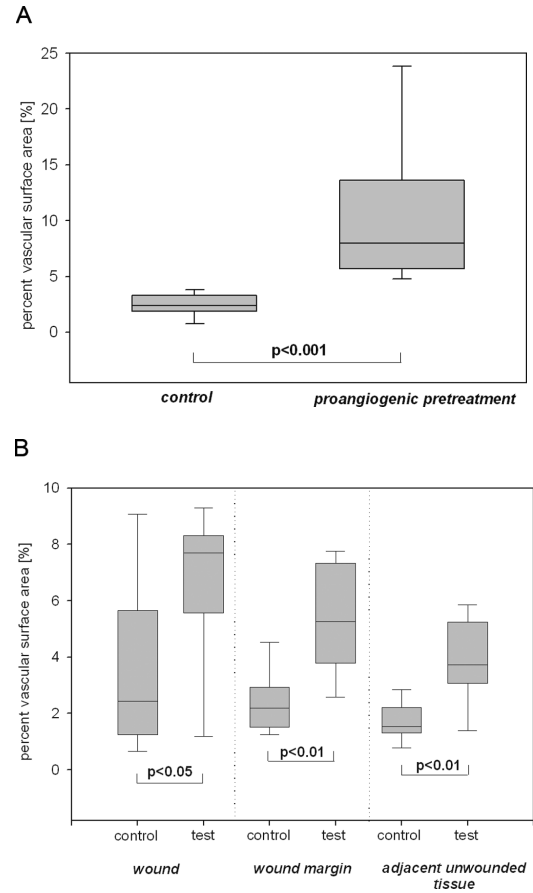 A
percent vascular surface area [%]
25
20
15
10
5
0
p<0.001
control
proangiogenic pretreatment
B
percent vascular surface area [%]
10
8
6
4
2
0
p<0.05
p<0.01
p<0.01
control test control test control test
wound
wound margin
adjacent unwounded
tissue